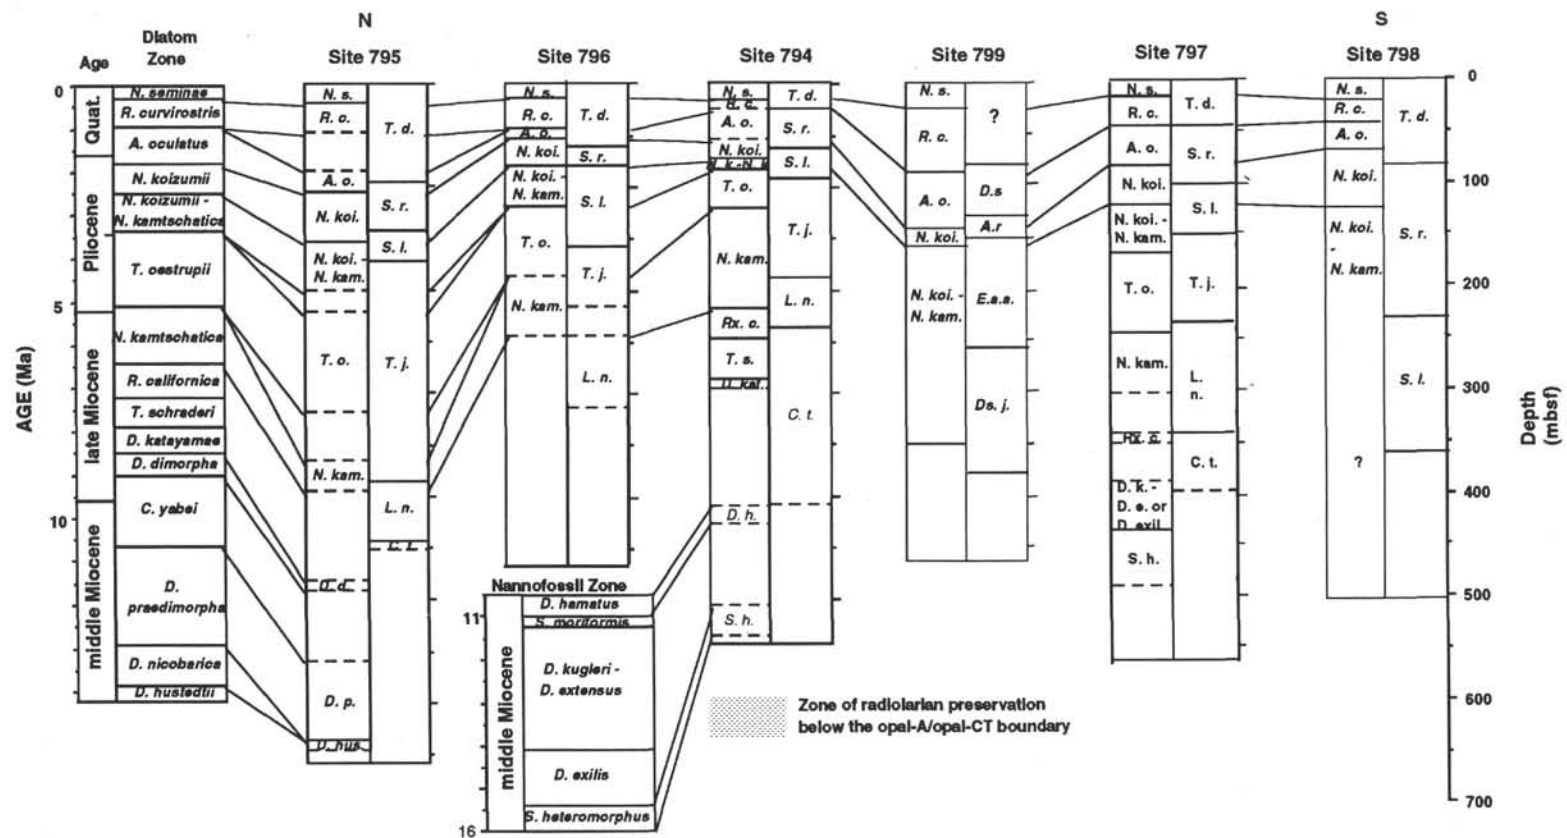 N
S
Age
Diatom
Zone
Site 795
Site 796
Site 794
Site 799
Site 797
Site 798
AGE (Ma)
0
5
10
Quat.
Pliocene
late Miocene
middle Miocene
N. seminae
R. curvirostris
A. oculatus
N. koizumii
N. koizumii -
N. kamtschatica
T. oestrupii
N. kamtschatica
R. californica
T. schraderi
D. katayamae
D. dimorpha
C. yabei
D.
praedimorpha
D. nicobarica
D. hustedtii
N. s.
R. c.
A. o.
N. koi.
N. koi. -
N. kam.
T. o.
N. kam.
D. d.
D. p.
D. hus.
T. d.
S. r.
S. l.
T. j.
L. n.
C. t.
N. s.
R. c.
A. o.
N. koi.
N. koi. -
N. kam.
T. o.
N. kam.
T. d.
S. r.
S. l.
T. j.
L. n.
N. s.
R. c.
A. o.
N. koi.
N. k.-N. k.
T. o.
N. kam.
Rx. c.
T. s.
D. kat.
D. h.
S. h.
T. d.
S. r.
S. l.
T. j.
L. n.
C. t.
N. s.
R. c.
A. o.
N. koi.
N. koi. -
N. kam.
?
D.s
A.r
E.a.a.
Ds. j.
N. s.
R. c.
A. o.
N. koi.
N. koi. -
N. kam.
T. o.
N. kam.
Rx. c.
D. k. -
D. e. or
D. exil.
S. h.
T. d.
S. r.
S. l.
T. j.
L.
n.
C. t.
N. s.
R. c.
A. o.
N. koi.
N. koi.
-
N. kam.
?
T. d.
S. r.
S. l.
0
100
200
300
400
500
600
700
Depth
(mbsf)
Nannofossil Zone
11
16
middle Miocene
D. hamatus
S. moriformis
D. kugleri -
D. extensus
D. exilis
S. heteromorphus
Zone of radiolarian preservation
below the opal-A/opal-CT boundary